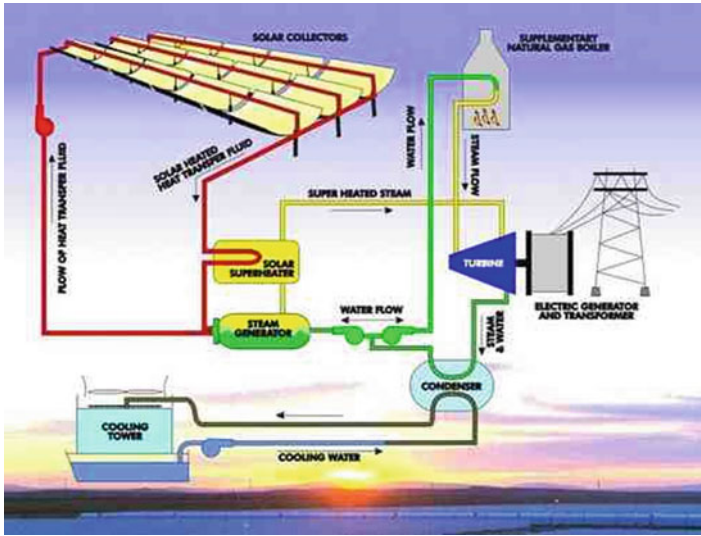 SOLAR COLLECTORS
SUPPLEMENTARY
NATURAL GAS BOILER
WATER FLOW
STEAM FLOW
SOLAR HEATED
HEAT TRANSFER FLUID
FLOW OF HEAT TRANSFER FLUID
SUPER HEATED STEAM
SOLAR
SUPERHEATER
TURBINE
ELECTRIC GENERATOR
AND TRANSFORMER
STEAM
GENERATOR
WATER FLOW
STEAM
& WATER
CONDENSER
COOLING
TOWER
COOLING WATER